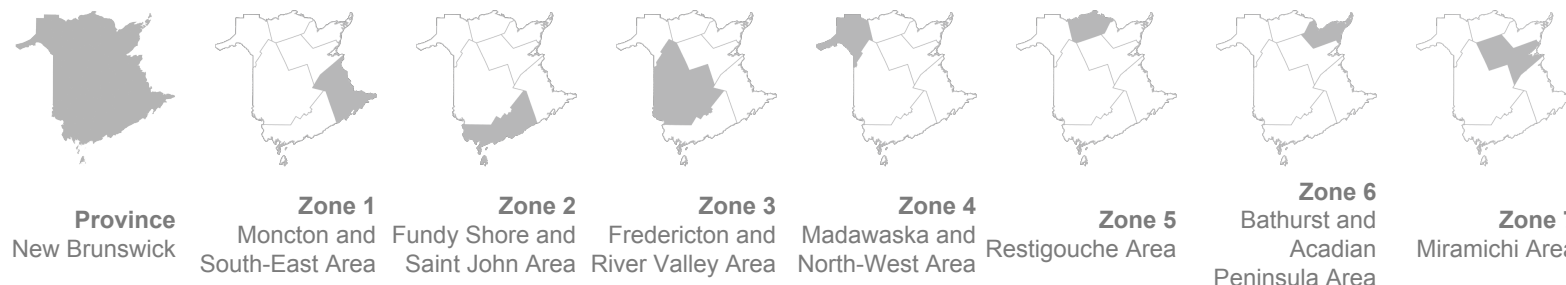 Province
New Brunswick
Zone 1
Moncton and
South-East Area
Zone 2
Fundy Shore and
Saint John Area
Zone 3
Fredericton and
River Valley Area
Zone 4
Madawaska and
North-West Area
Zone 5
Restigouche Area
Zone 6
Bathurst and
Acadian
Peninsula Area
Zone 7
Miramichi Area